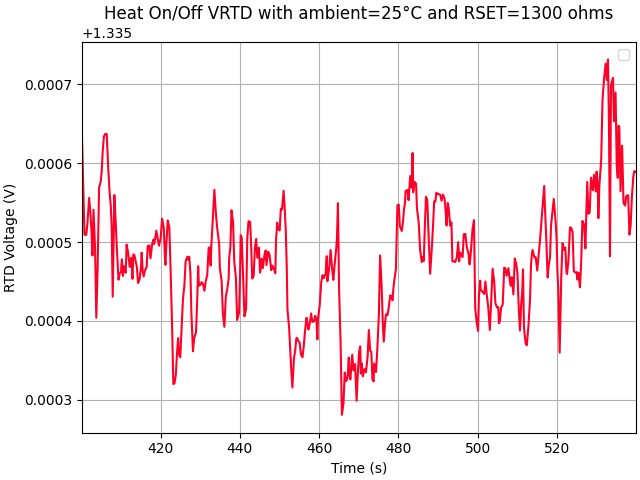 Heat On/Off VRTD with ambient=25°C and RSET=1300 ohms
+1.335
0.0007
0.0006
0.0005
0.0004
0.0003
RTD Voltage (V)
420 440 460 480 500 520
Time (s)